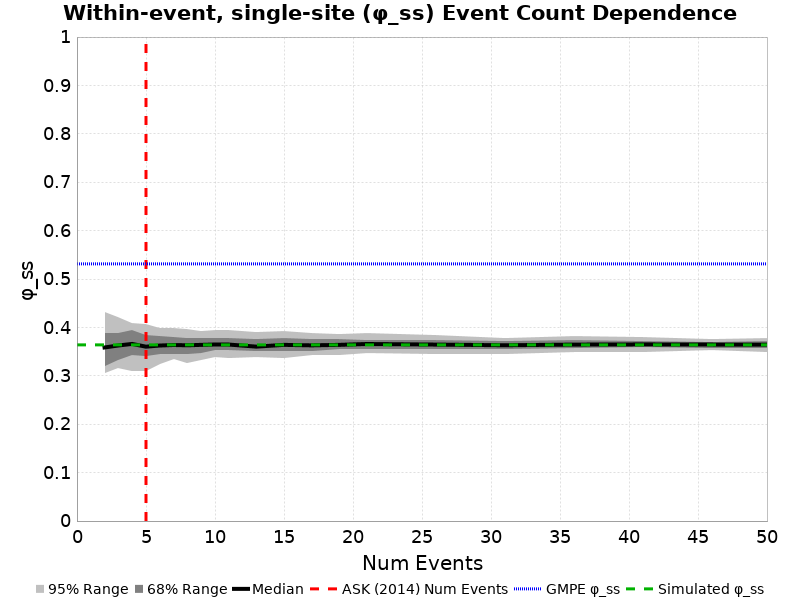 Within-event, single-site (φ_ss) Event Count Dependence
1
0.9
0.8
0.7
0.6
0.5
0.4
0.3
0.2
0.1
0
φ_ss
0 5 10 15 20 25 30 35 40 45 50
Num Events
95% Range 68% Range Median ASK (2014) Num Events GMPE φ_ss Simulated φ_ss